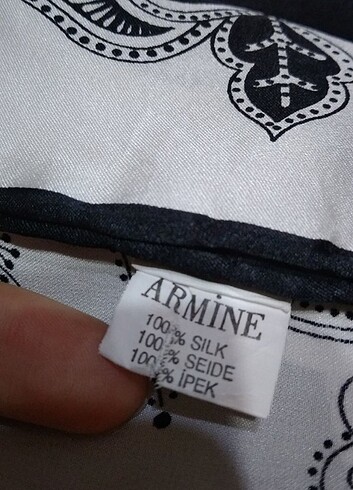 ARMİNE
100% SILK
100% SEIDE
100% İPEK